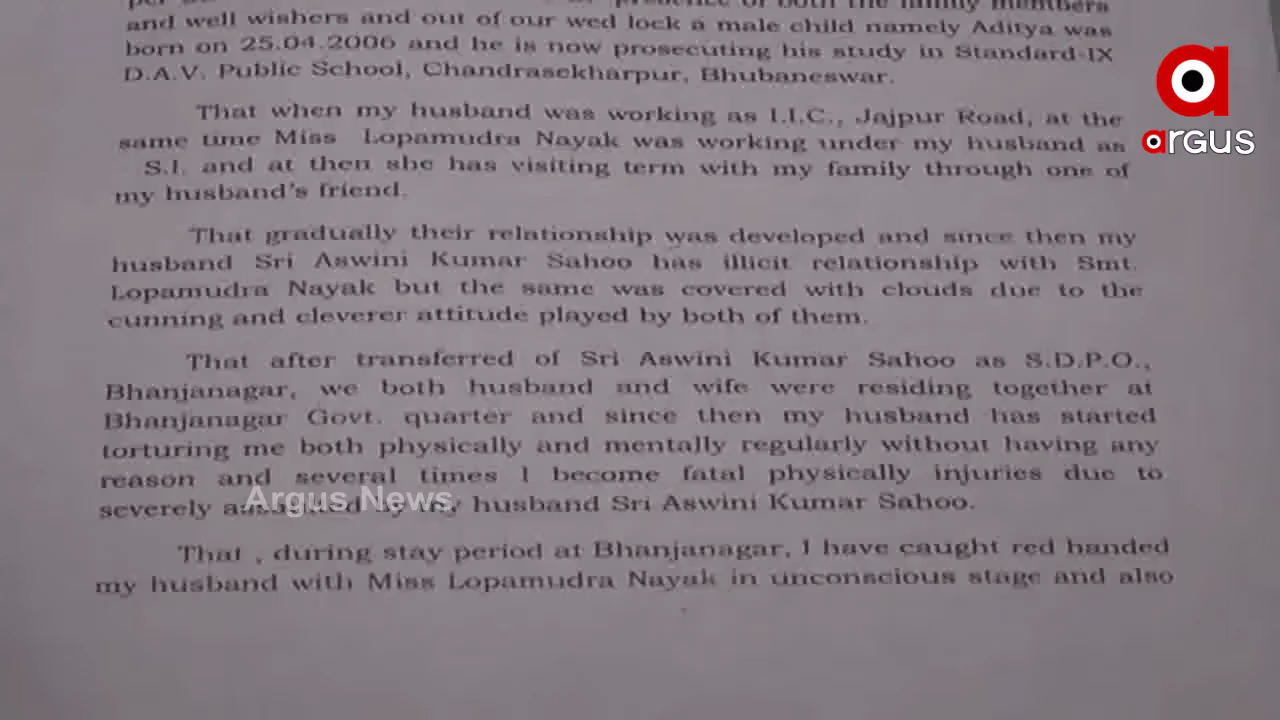 presence of both the family members
and well wishers and out of our wed lock a male child namely Aditya was
born on 25.04.2006 and he is now prosecuting his study in Standard-IX
D.A.V. Public School, Chandrasekharpur, Bhubaneswar.
That when my husband was working as I.I.C., Jajpur Road, at the
same time Miss Lopamudra Nayak was working under my husband as
S.I. and at then she has visiting term with my family through one of
my husband's friend.
That gradually their relationship was developed and since then my
husband Sri Aswini Kumar Sahoo has illicit relationship with Smt.
Lopamudra Nayak but the same was covered with clouds due to the
cunning and cleverer attitude played by both of them.
That after transferred of Sri Aswini Kumar Sahoo as S.D.P.O.,
Bhanjanagar, we both husband and wife were residing together at
Bhanjanagar Govt. quarter and since then my husband has started
torturing me both physically and mentally regularly without having any
reason and several times I become fatal physically injuries due to
severely by my husband Sri Aswini Kumar Sahoo.
That , during stay period at Bhanjanagar, I have caught red handed
my husband with Miss Lopamudra Nayak in unconscious stage and also
argus
Argus News